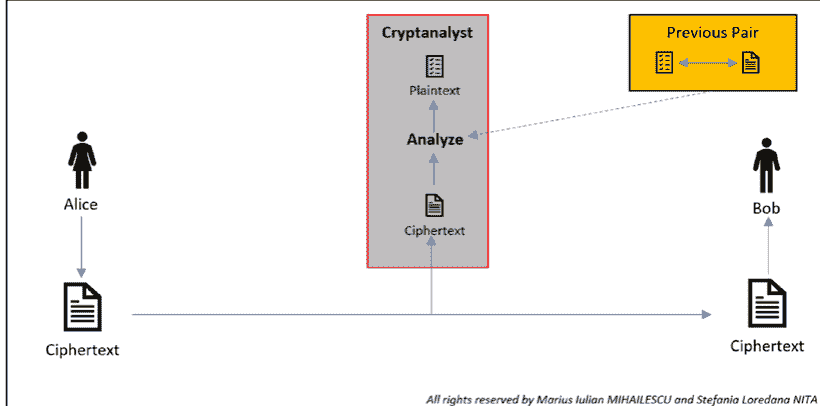 Cryptanalyst
Previous Pair
Plaintext
Analyze
Alice
Bob
Ciphertext
Ciphertext
Ciphertext
All rights reserved by Marius Iulian MIHAILESCU and Stefania Loredana NITA